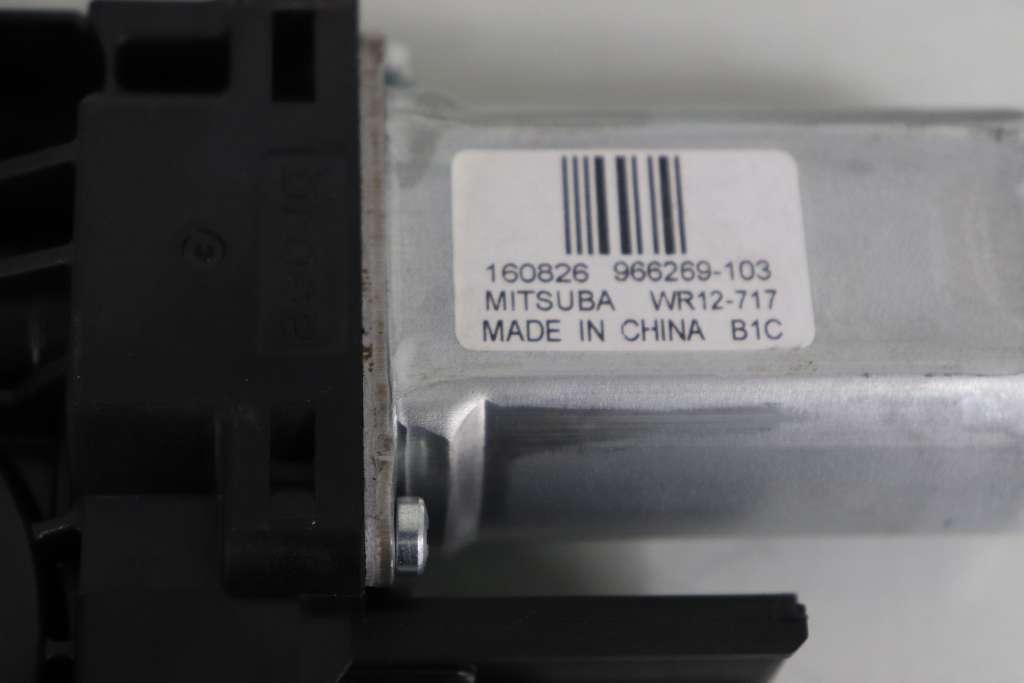 160826 966269-103
MITSUBA WR12-717
MADE IN CHINA B1C